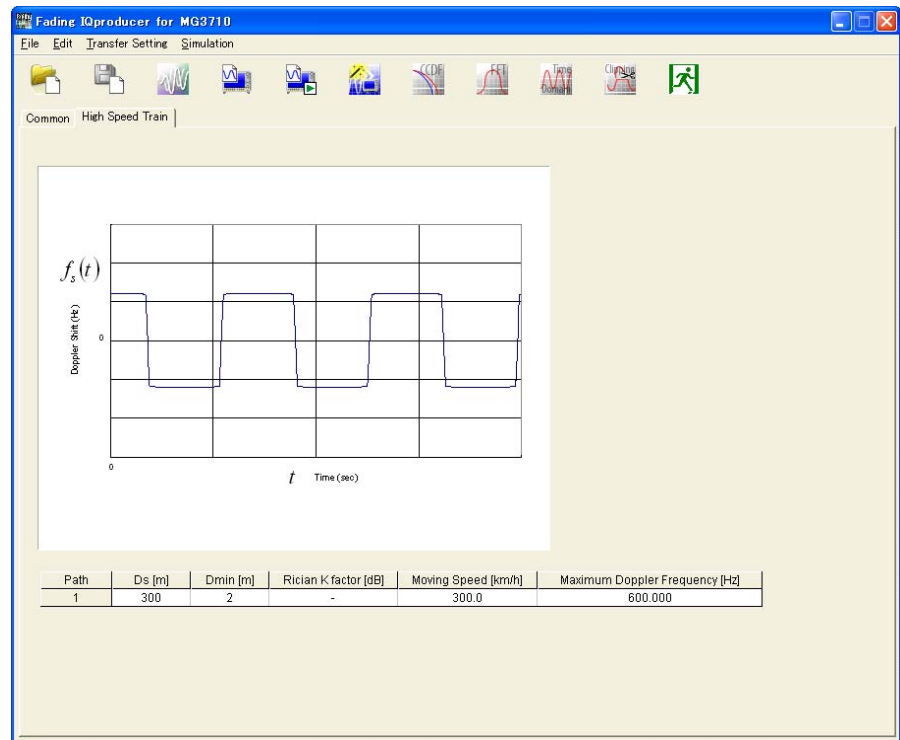 Fading IQproducer for MG3710
File Edit Transfer Setting Simulation
CCDF FFT Time Domain Clipping
Common High Speed Train
fs(t)
Doppler Shift (Hz)
0
0
t Time (sec)
Path Ds [m] Dmin [m] Rician K factor [dB] Moving Speed [km/h] Maximum Doppler Frequency [Hz]
1 300 2 - 300.0 600.000